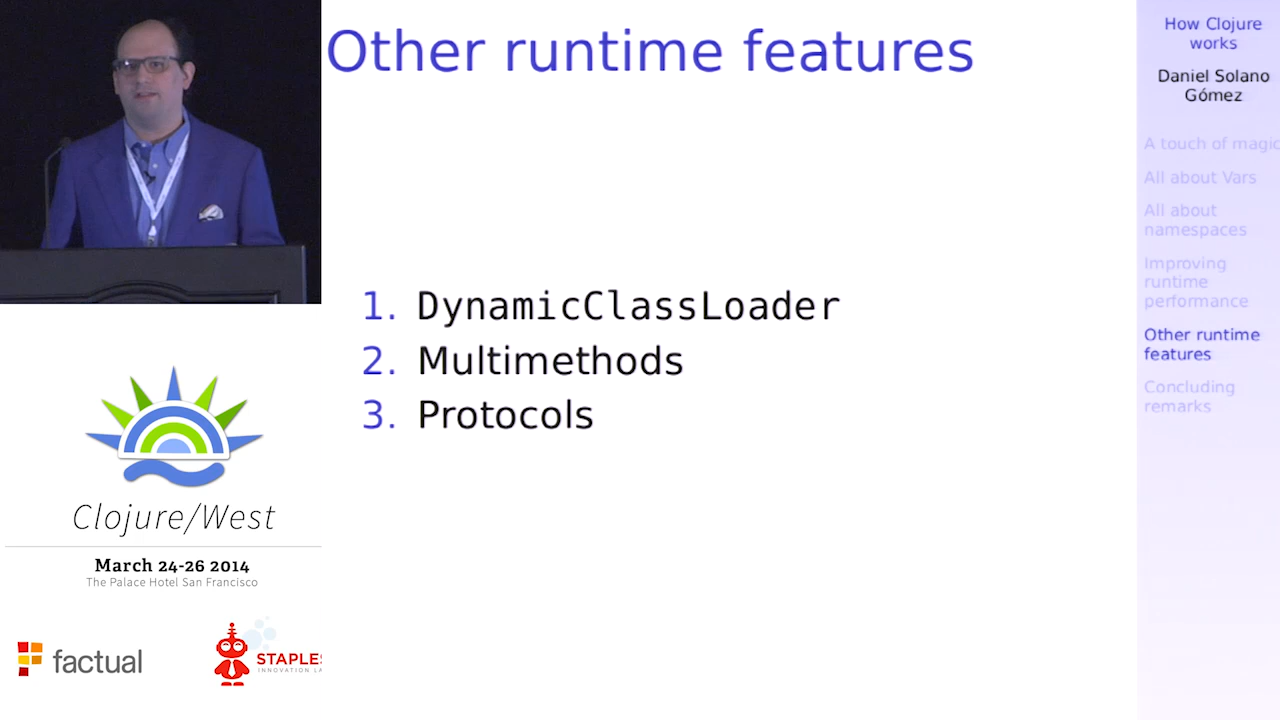 Other runtime features
1. DynamicClassLoader
2. Multimethods
3. Protocols
How Clojure
works
Daniel Solano
Gómez
A touch of magic
All about Vars
All about
namespaces
Improving
runtime
performance
Other runtime
features
Concluding
remarks
Clojure/West
March 24-26 2014
The Palace Hotel San Francisco
factual
STAPLES
INNOVATION LA